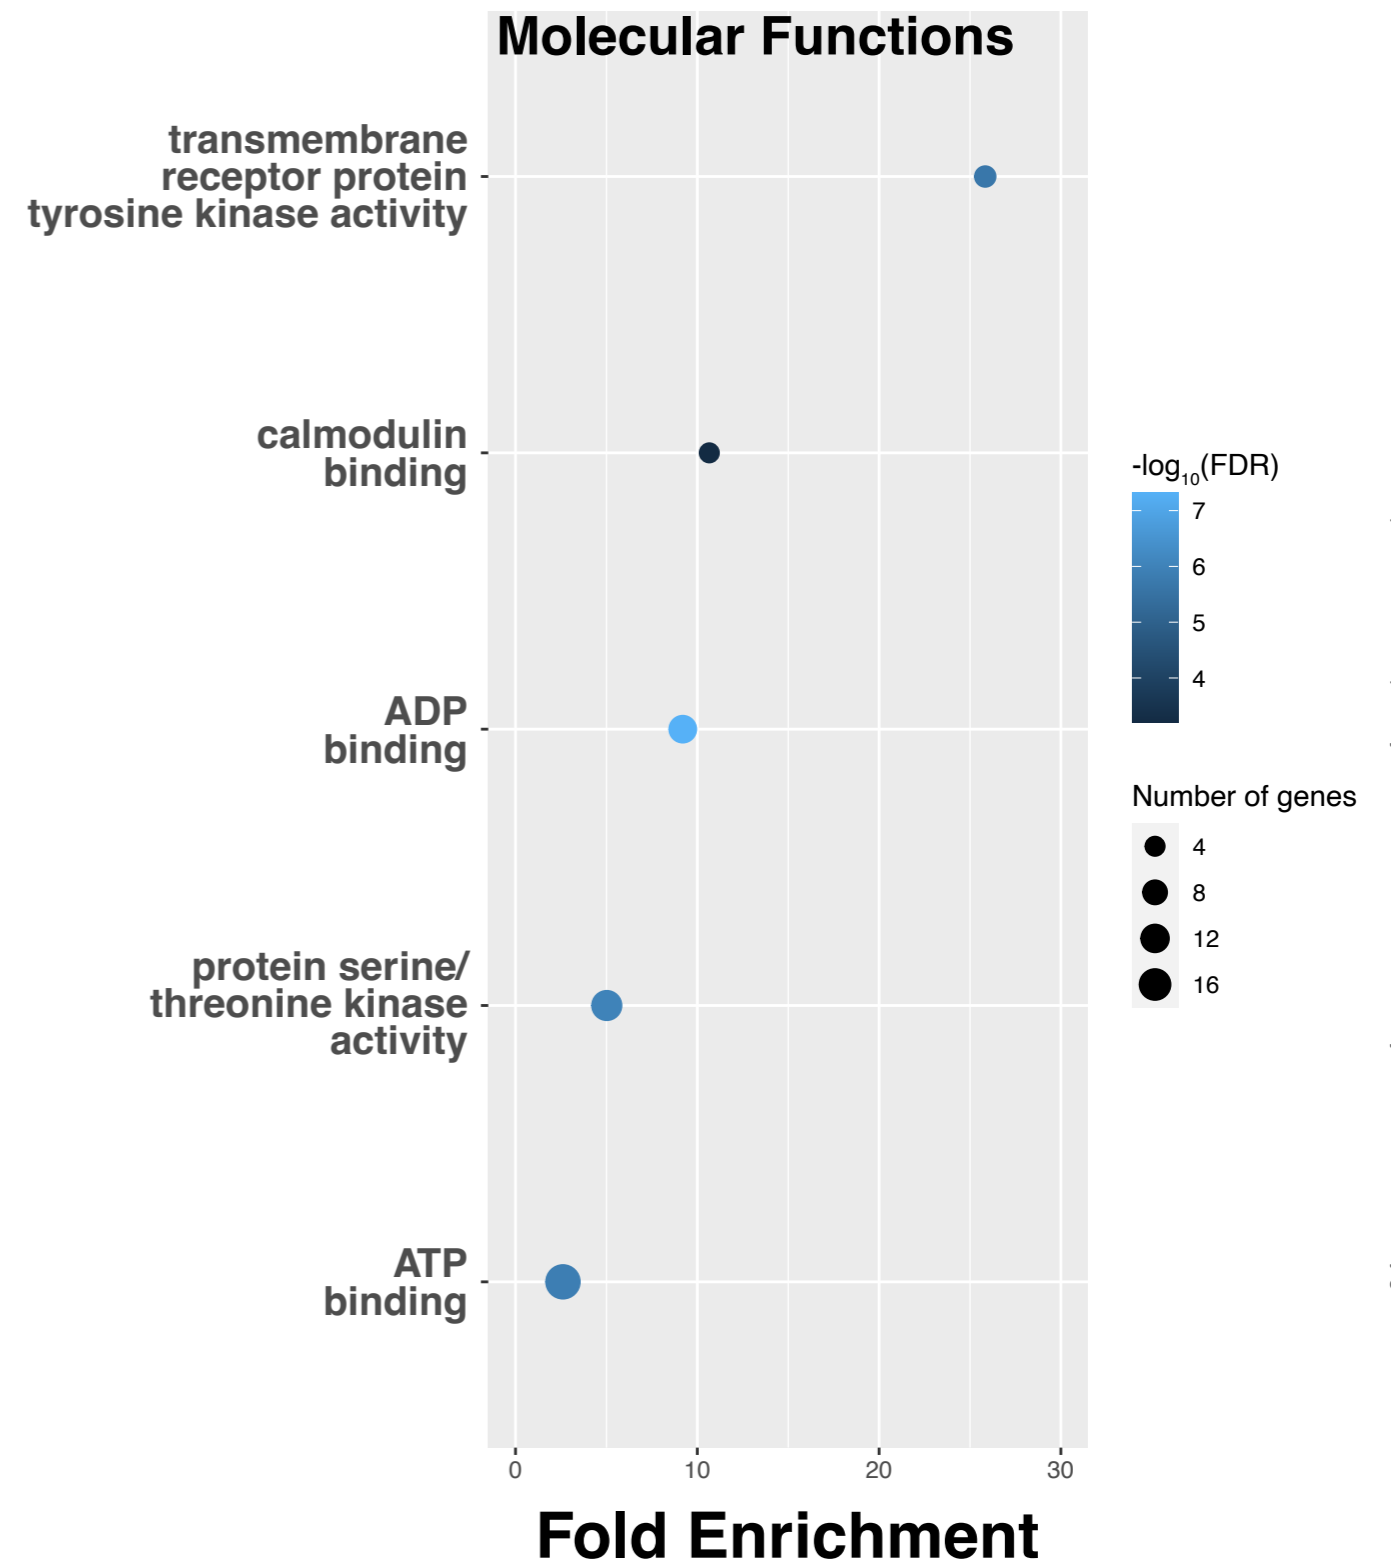 Molecular Functions
transmembrane
receptor protein
tyrosine kinase activity
calmodulin
binding
ADP
binding
protein serine/
threonine kinase
activity
ATP
binding
0 10 20 30
Fold Enrichment
-log10(FDR)
7
6
5
4
Number of genes
4
8
12
16